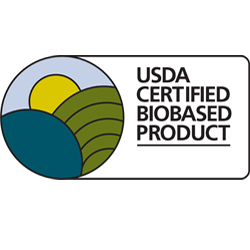 USDA
CERTIFIED
BIOBASED
PRODUCT